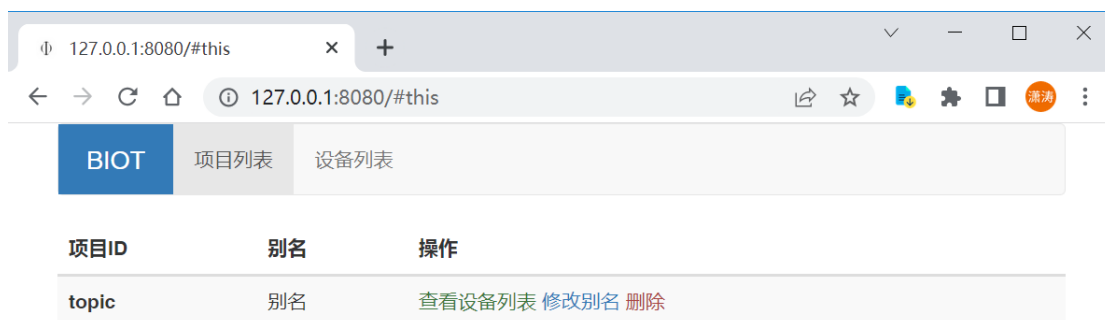 127.0.0.1:8080/#this
127.0.0.1:8080/#this
潇涛
BIOT 项目列表 设备列表
项目ID 别名 操作
topic 别名 查看设备列表 修改别名 删除